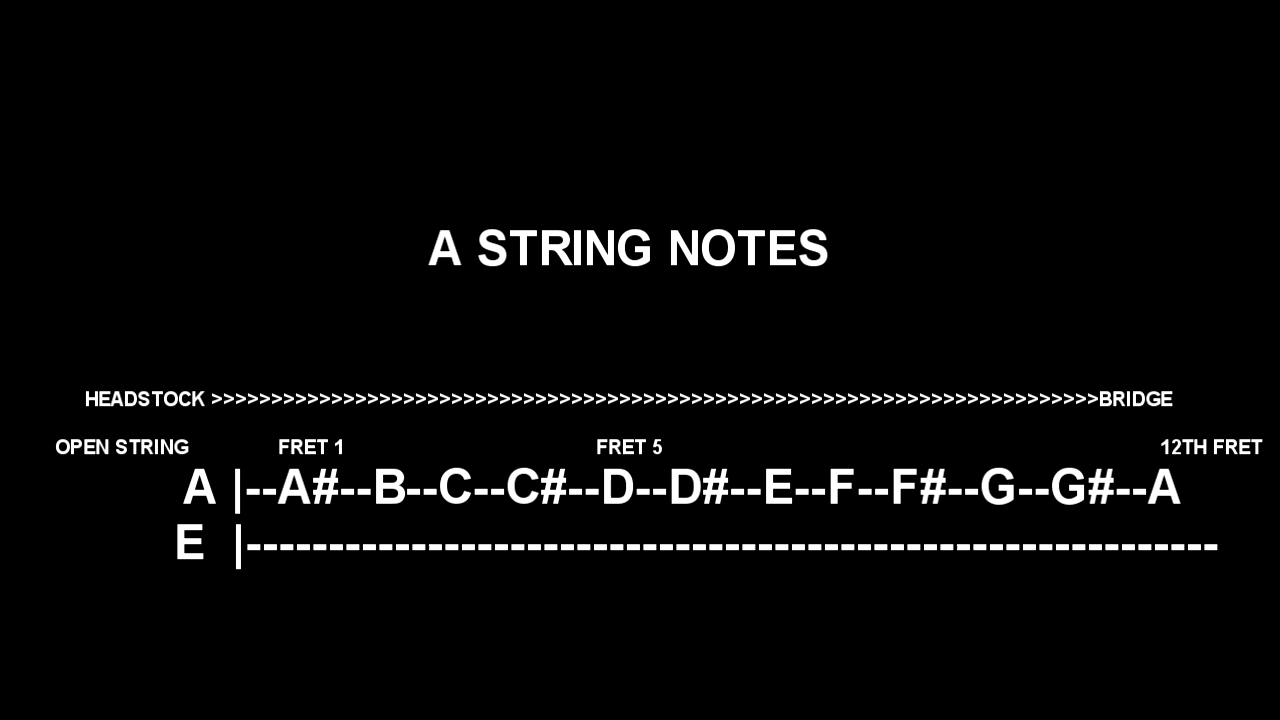 A STRING NOTES
HEADSTOCK >>>>>>>>>>>>>>>>>>>>>>>>>>>>>>>>>>>>>>>>>>>>>>>>>>>>>>>>>>>>>>>>>>>>>>>>>>BRIDGE
OPEN STRING FRET 1 FRET 5 12TH FRET
A |--A#--B--C--C#--D--D#--E--F--F#--G--G#--A
E |-----------------------------------------------------------